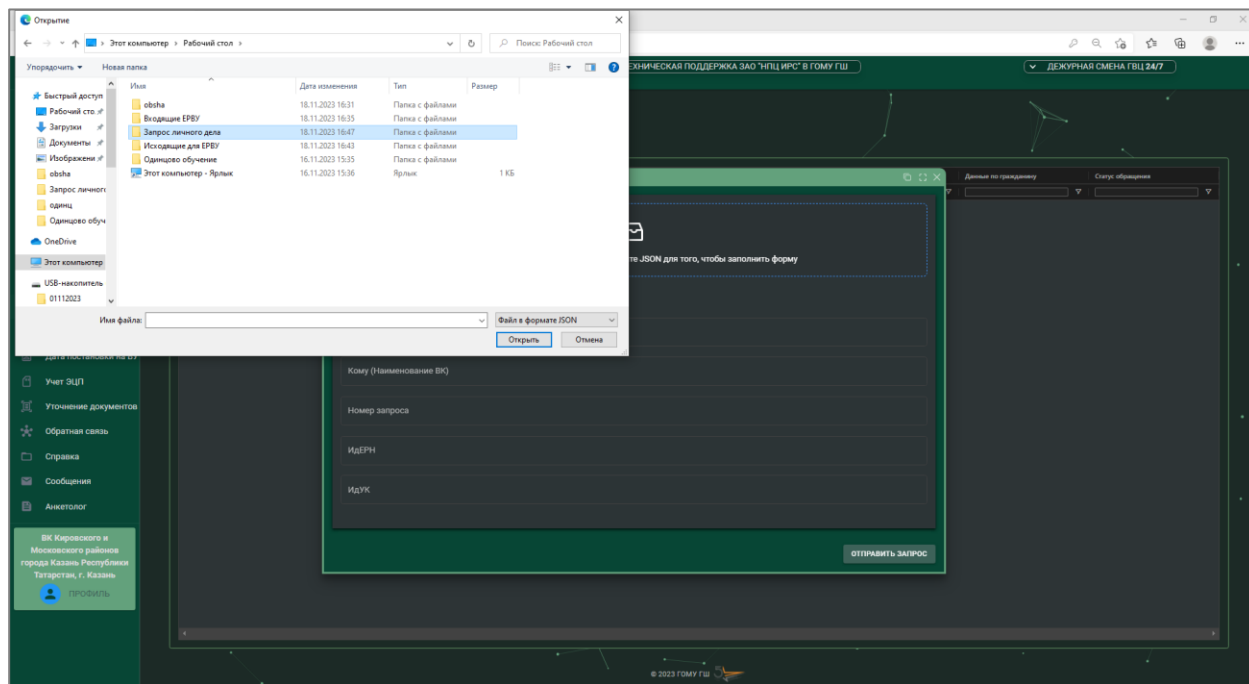 Открытие
Этот компьютер > Рабочий стол >
Поиск: Рабочий стол
Упорядочить
Новая папка
Имя
Дата изменения
Тип
Размер
Быстрый доступ
Рабочий сто
Загрузки
Документы
Изображени
obsha
Запрос личного
одинц
Одинцово обуч
OneDrive
Этот компьютер
USB-накопитель
01112023
obsha 18.11.2023 16:31 Папка с файлами
Входящие ЕРВУ 18.11.2023 16:35 Папка с файлами
Запрос личного дела 18.11.2023 16:47 Папка с файлами
Исходящие для ЕРВУ 18.11.2023 16:43 Папка с файлами
Одинцово обучение 16.11.2023 15:35 Папка с файлами
Этот компьютер - Ярлык 16.11.2023 15:36 Ярлык 1 КБ
Имя файла:
Файл в формате JSON
Открыть
Отмена
ЕХНИЧЕСКАЯ ПОДДЕРЖКА ЗАО "НПЦ ИРС" В ГОМУ ГШ
ДЕЖУРНАЯ СМЕНА ГВЦ 24/7
Данные по гражданину
Статус обращения
те JSON для того, чтобы заполнить форму
Кому (Наименование ВК)
Номер запроса
ИдЕРН
ИдУК
ОТПРАВИТЬ ЗАПРОС
Дата постановки на ВУ
Учет ЭЦП
Уточнение документов
Обратная связь
Справка
Сообщения
Анкетолог
ВК Кировского и
Московского районов
города Казань Республики
Татарстан, г. Казань
ПРОФИЛЬ
© 2023 ГОМУ ГШ